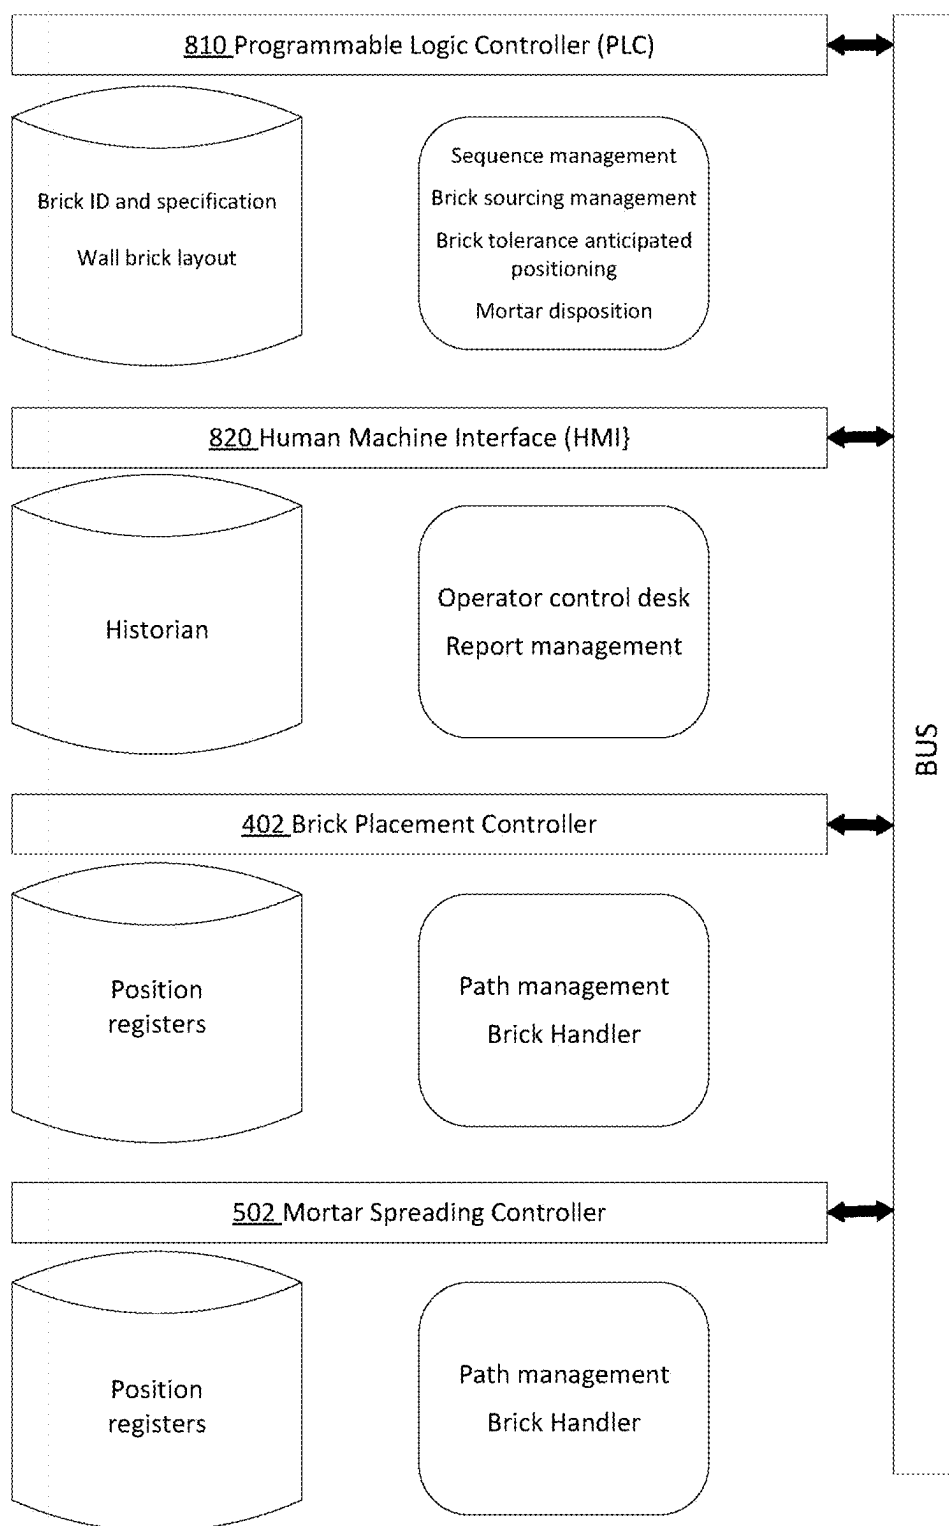 810 Programmable Logic Controller (PLC)
Brick ID and specification
Wall brick layout
Sequence management
Brick sourcing management
Brick tolerance anticipated
positioning
Mortar disposition
820 Human Machine Interface (HMI}
Historian
Operator control desk
Report management
BUS
402 Brick Placement Controller
Position
registers
Path management
Brick Handler
502 Mortar Spreading Controller
Position
registers
Path management
Brick Handler